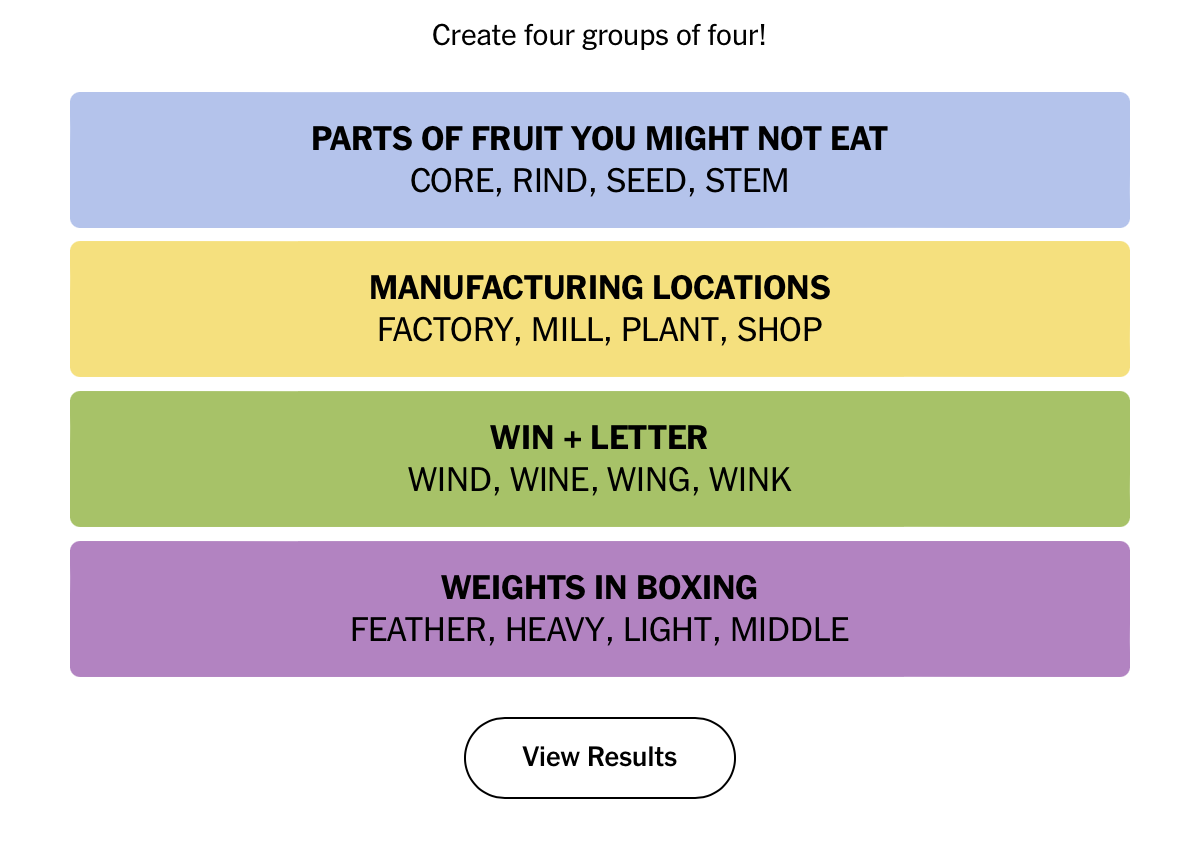 Create four groups of four!
PARTS OF FRUIT YOU MIGHT NOT EAT
CORE, RIND, SEED, STEM
MANUFACTURING LOCATIONS
FACTORY, MILL, PLANT, SHOP
WIN + LETTER
WIND, WINE, WING, WINK
WEIGHTS IN BOXING
FEATHER, HEAVY, LIGHT, MIDDLE
View Results